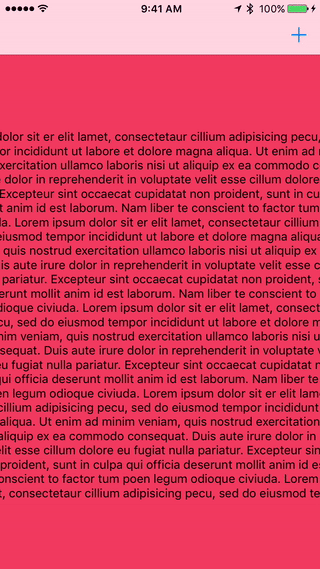 9:41 AM 100%
+
dolor sit er elit lamet, consectetaur cillium adipisicing pecu,
or incididunt ut labore et dolore magna aliqua. Ut enim ad
exercitation ullamco laboris nisi ut aliquip ex ea commodo
dolor in reprehenderit in voluptate velit esse cillum dolore
Excepteur sint occaecat cupidatat non proident, sunt in
t anim id est laborum. Nam liber te conscient to factor tum
la. Lorem ipsum dolor sit er elit lamet, consectetaur cillium
eiusmod tempor incididunt ut labore et dolore magna aliqua
quis nostrud exercitation ullamco laboris nisi ut aliquip ex
is aute irure dolor in reprehenderit in voluptate velit esse
pariatur. Excepteur sint occaecat cupidatat non proident,
erunt mollit anim id est laborum. Nam liber te conscient to
dioque civiuda. Lorem ipsum dolor sit er elit lamet,
cu, sed do eiusmod tempor incididunt ut labore et dolore
nim veniam, quis nostrud exercitation ullamco laboris nisi
sequat. Duis aute irure dolor in reprehenderit in voluptate
eu fugiat nulla pariatur. Excepteur sint occaecat cupidatat
qui officia deserunt mollit anim id est laborum. Nam liber te
en legum odioque civiuda. Lorem ipsum dolor sit er elit
cillium adipisicing pecu, sed do eiusmod tempor incididunt
aliqua. Ut enim ad minim veniam, quis nostrud exercitation
aliquip ex ea commodo consequat. Duis aute irure dolor in
elit esse cillum dolore eu fugiat nulla pariatur. Excepteur
proident, sunt in culpa qui officia deserunt mollit anim id
onscient to factor tum poen legum odioque civiuda. Lorem
t, consectetaur cillium adipisicing pecu, sed do eiusmod